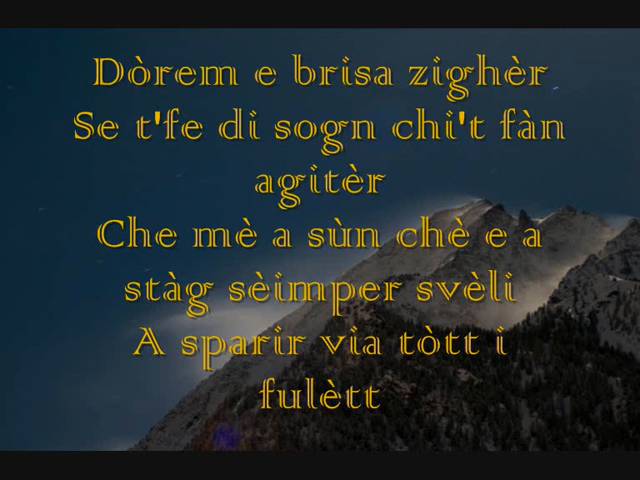 Dòrem e brisa zighèr
Se t'fe di sogn chi't fàn
agitèr
Che mè a sùn chè e a
stàg sèimper svèli
A sparir via tòtt i
fulètt